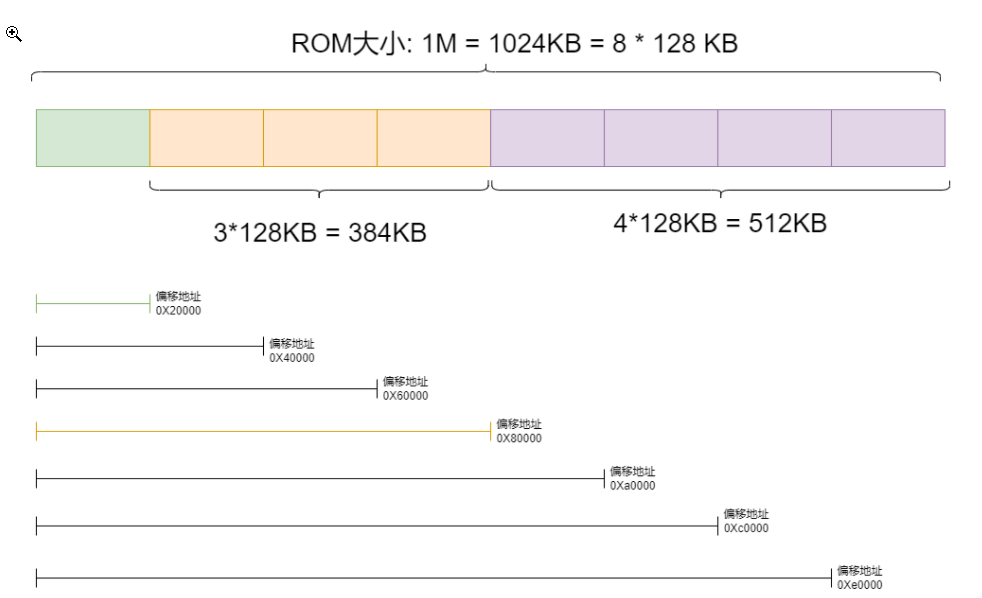 ROM大小: 1M = 1024KB = 8 * 128 KB
3*128KB = 384KB
4*128KB = 512KB
偏移地址
0X20000
偏移地址
0X40000
偏移地址
0X60000
偏移地址
0X80000
偏移地址
0Xa0000
偏移地址
0Xc0000
偏移地址
0Xe0000